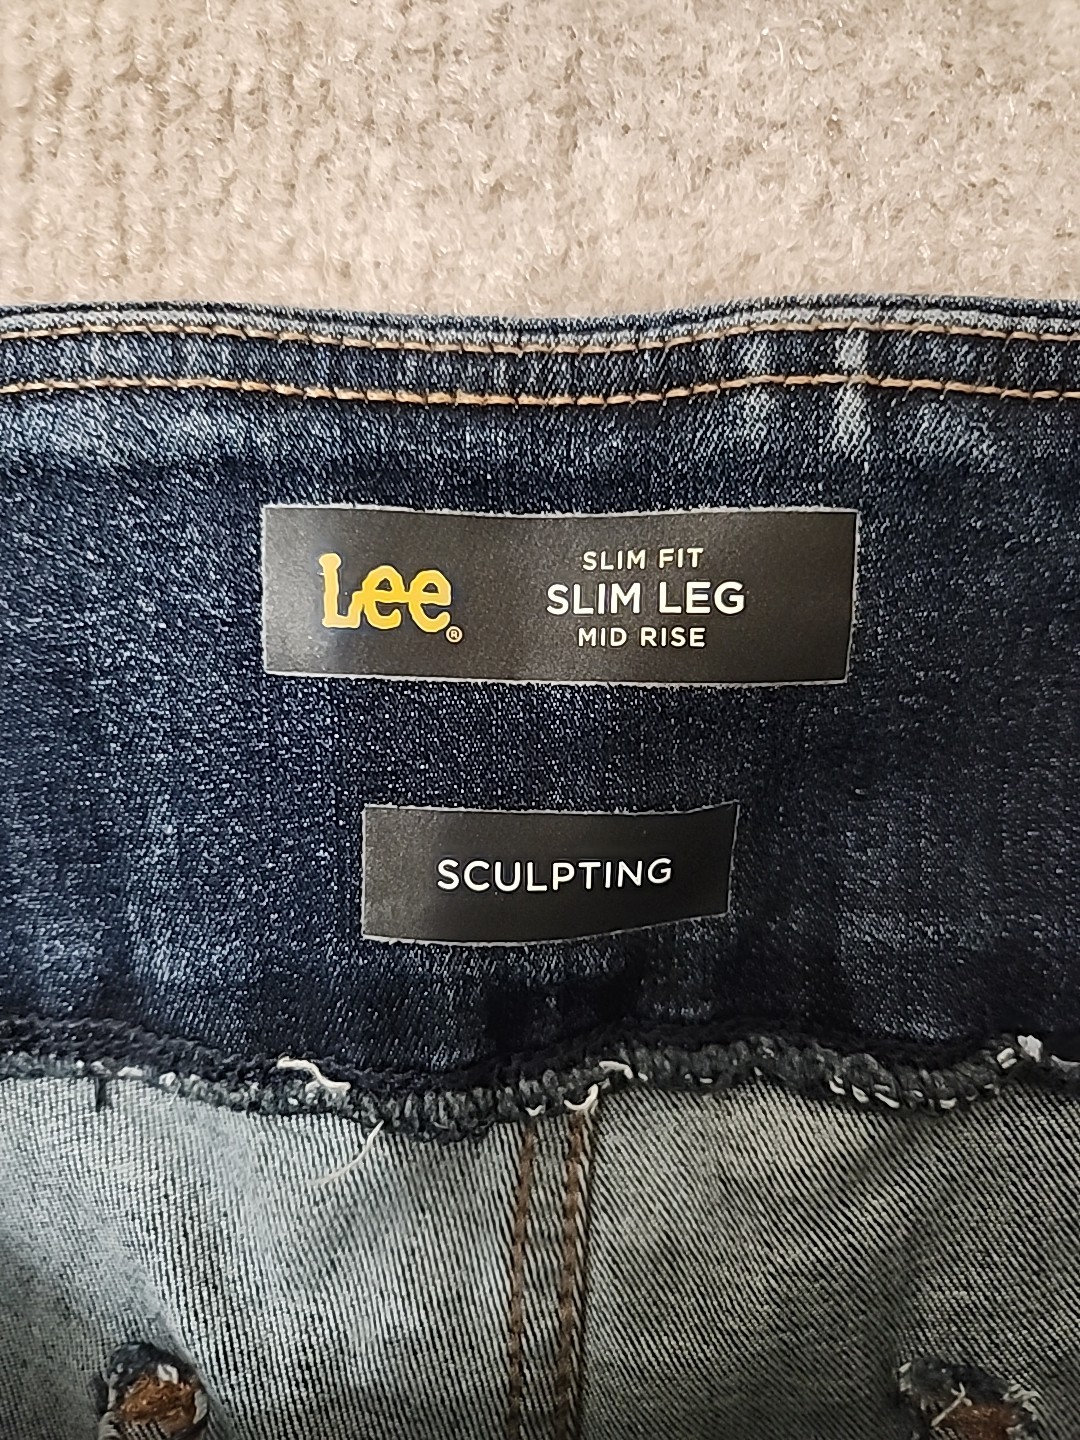 Lee®
SLIM FIT
SLIM LEG
MID RISE
SCULPTING